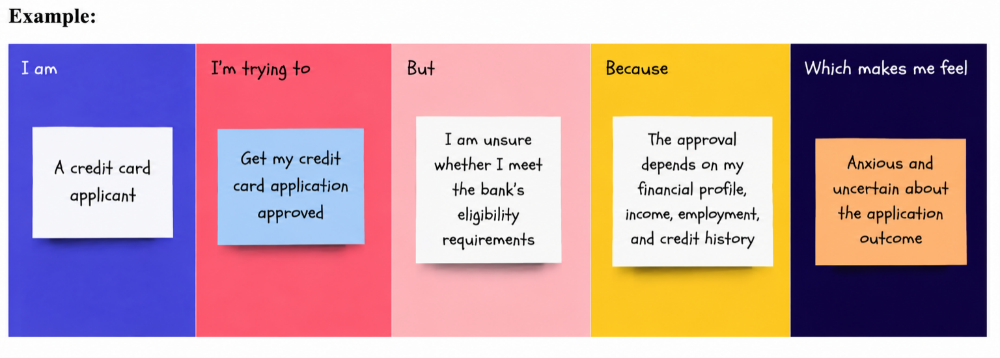 Example:
I am
A credit card
applicant
I'm trying to
Get my credit
card application
approved
But
I am unsure
whether I meet
the bank's
eligibility
requirements
Because
The approval
depends on my
financial profile,
income, employment,
and credit history
Which makes me feel
Anxious and
uncertain about
the application
outcome